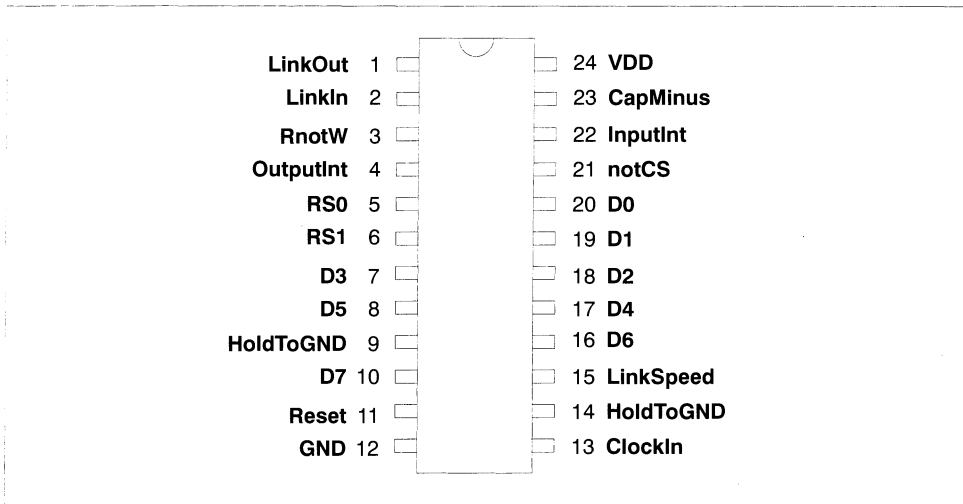 LinkOut 1 24 VDD
LinkIn 2 23 CapMinus
RnotW 3 22 InputInt
OutputInt 4 21 notCS
RS0 5 20 D0
RS1 6 19 D1
D3 7 18 D2
D5 8 17 D4
HoldToGND 9 16 D6
D7 10 15 LinkSpeed
Reset 11 14 HoldToGND
GND 12 13 ClockIn